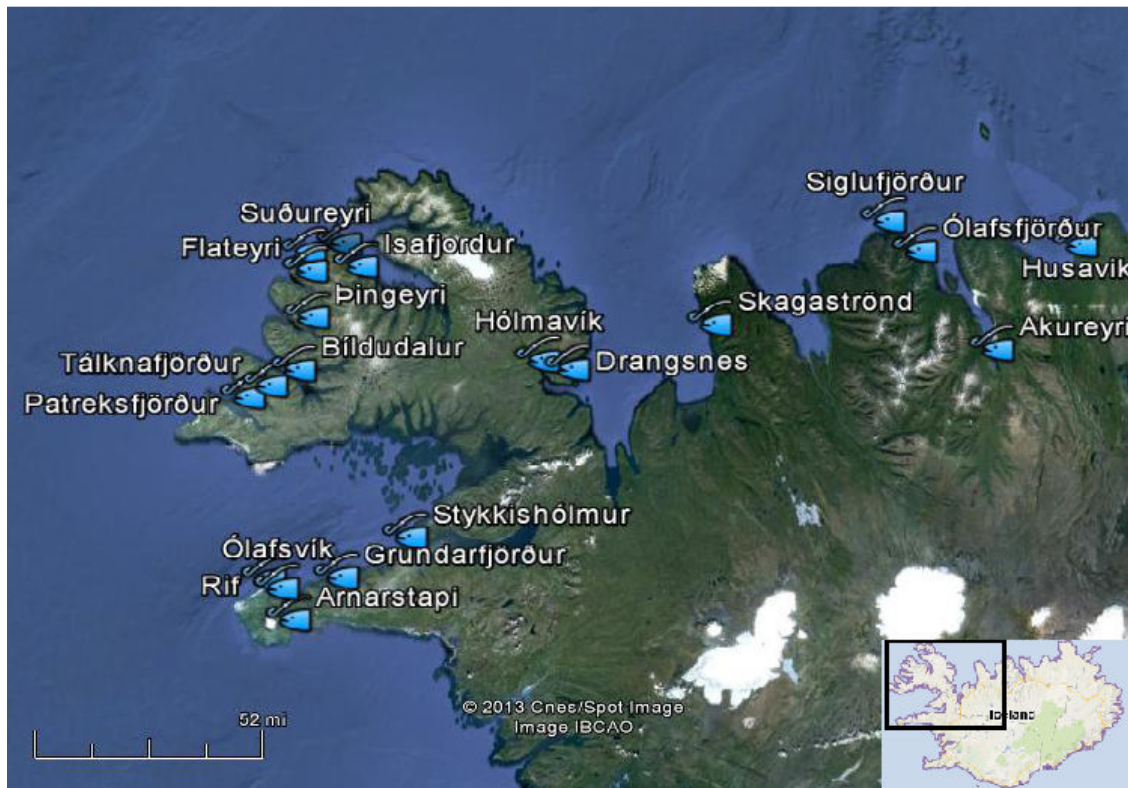 Siglufjörður
Suðureyri
Ólafsfjörður
Flateyri
Isafjordur
Husavik
Þingeyri
Skagaströnd
Hólmavík
Akureyri
Bíldudalur
Tálknafjörður
Drangsnes
Patreksfjörður
Stykkishólmur
Ólafsvík
Grundarfjörður
Rif
Arnarstapi
© 2013 Cnes/Spot Image
Image IBCAO
52 mi
Iceland